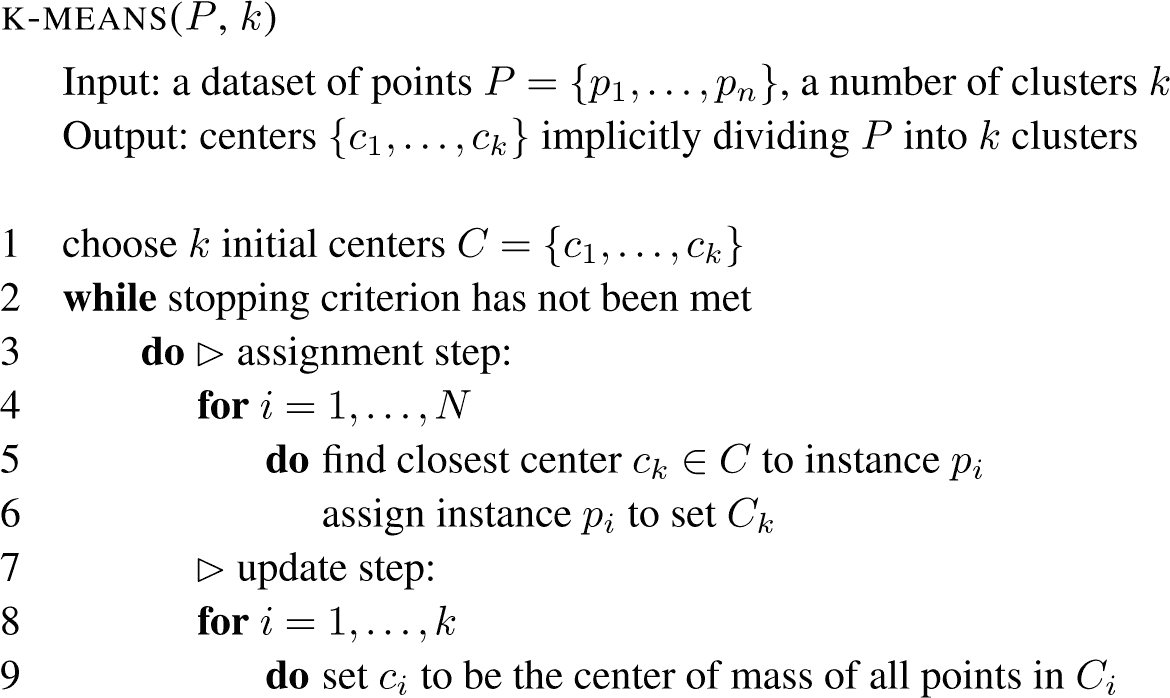 K-MEANS(P, k)
Input: a dataset of points P = {p₁, . . . , pₙ}, a number of clusters k
Output: centers {c₁, . . . , cₖ} implicitly dividing P into k clusters
1 choose k initial centers C = {c₁, . . . , cₖ}
2 while stopping criterion has not been met
3 do ▷ assignment step:
4 for i = 1, . . . , N
5 do find closest center cₖ ∈ C to instance pᵢ
6 assign instance pᵢ to set Cₖ
7 ▷ update step:
8 for i = 1, . . . , k
9 do set cᵢ to be the center of mass of all points in Cᵢ